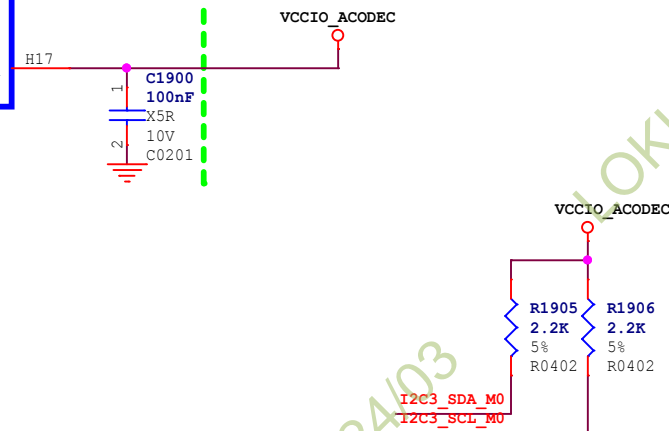 VCCIO_ACODEC
H17
1
C1900
100nF
X5R
10V
2
C0201
LOKI
VCCIO_ACODEC
R1905
2.2K
5%
R0402
R1906
2.2K
5%
R0402
I2C3_SDA_M0
I2C3_SCL_M0